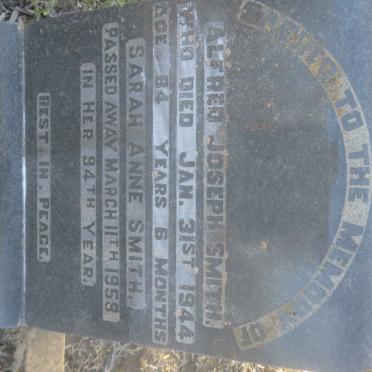 SACRED TO THE MEMORY OF
ALFRED JOSEPH SMITH
WHO DIED JAN. 31ST 1944
AGE 84 YEARS 6 MONTHS
SARAH ANNE SMITH.
PASSED AWAY MARCH 11TH 1958
IN HER 94TH YEAR.
REST IN PEACE.